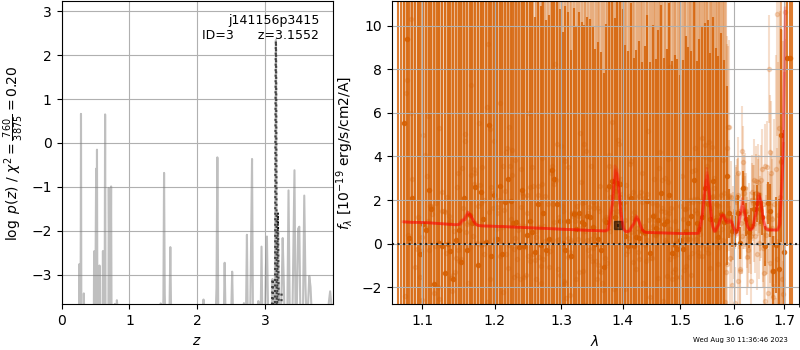 j141156p3415
ID=3 z=3.1552
log p(z) / χ² = 760/3875 = 0.20
3
2
1
0
−1
−2
−3
0 1 2 3
z
fλ [10⁻¹⁹ erg/s/cm2/A]
10
8
6
4
2
0
−2
1.1 1.2 1.3 1.4 1.5 1.6 1.7
λ
Wed Aug 30 11:36:46 2023